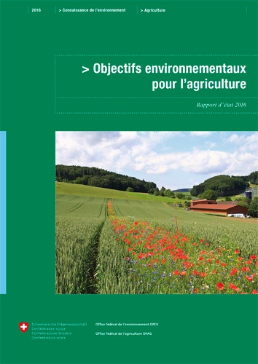 2016 > Connaissance de l'environnement > Agriculture
> Objectifs environnementaux
pour l'agriculture
Rapport d'état 2016
Schweizerische Eidgenossenschaft
Confédération suisse
Confederazione Svizzera
Confederaziun svizra
Office fédéral de l'environnement OFEV
Office fédéral de l'agriculture OFAG